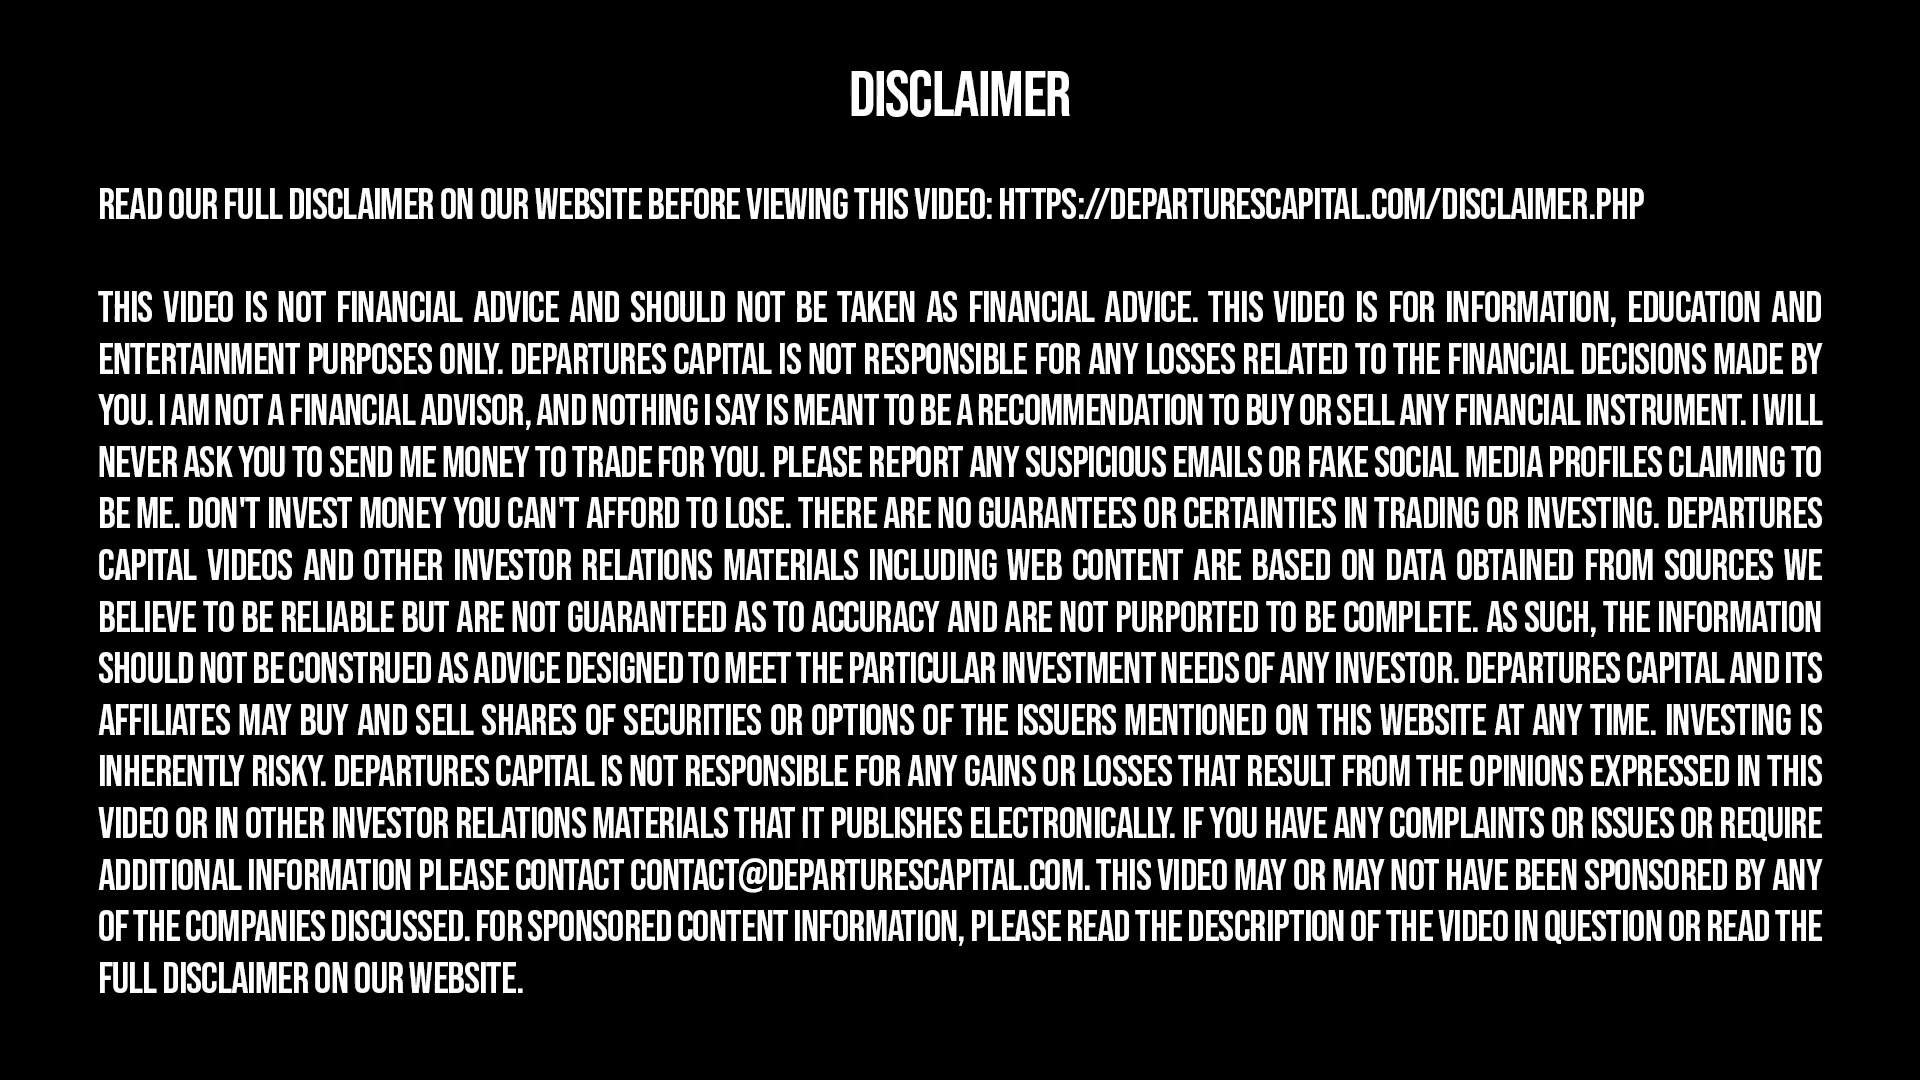 DISCLAIMER
READ OUR FULL DISCLAIMER ON OUR WEBSITE BEFORE VIEWING THIS VIDEO: HTTPS://DEPARTURESCAPITAL.COM/DISCLAIMER.PHP
THIS VIDEO IS NOT FINANCIAL ADVICE AND SHOULD NOT BE TAKEN AS FINANCIAL ADVICE. THIS VIDEO IS FOR INFORMATION, EDUCATION AND
ENTERTAINMENT PURPOSES ONLY. DEPARTURES CAPITAL IS NOT RESPONSIBLE FOR ANY LOSSES RELATED TO THE FINANCIAL DECISIONS MADE BY
YOU. I AM NOT A FINANCIAL ADVISOR, AND NOTHING I SAY IS MEANT TO BE A RECOMMENDATION TO BUY OR SELL ANY FINANCIAL INSTRUMENT. I WILL
NEVER ASK YOU TO SEND ME MONEY TO TRADE FOR YOU. PLEASE REPORT ANY SUSPICIOUS EMAILS OR FAKE SOCIAL MEDIA PROFILES CLAIMING TO
BE ME. DON'T INVEST MONEY YOU CAN'T AFFORD TO LOSE. THERE ARE NO GUARANTEES OR CERTAINTIES IN TRADING OR INVESTING. DEPARTURES
CAPITAL VIDEOS AND OTHER INVESTOR RELATIONS MATERIALS INCLUDING WEB CONTENT ARE BASED ON DATA OBTAINED FROM SOURCES WE
BELIEVE TO BE RELIABLE BUT ARE NOT GUARANTEED AS TO ACCURACY AND ARE NOT PURPORTED TO BE COMPLETE. AS SUCH, THE INFORMATION
SHOULD NOT BE CONSTRUED AS ADVICE DESIGNED TO MEET THE PARTICULAR INVESTMENT NEEDS OF ANY INVESTOR. DEPARTURES CAPITAL AND ITS
AFFILIATES MAY BUY AND SELL SHARES OF SECURITIES OR OPTIONS OF THE ISSUERS MENTIONED ON THIS WEBSITE AT ANY TIME. INVESTING IS
INHERENTLY RISKY. DEPARTURES CAPITAL IS NOT RESPONSIBLE FOR ANY GAINS OR LOSSES THAT RESULT FROM THE OPINIONS EXPRESSED IN THIS
VIDEO OR IN OTHER INVESTOR RELATIONS MATERIALS THAT IT PUBLISHES ELECTRONICALLY. IF YOU HAVE ANY COMPLAINTS OR ISSUES OR REQUIRE
ADDITIONAL INFORMATION PLEASE CONTACT CONTACT@DEPARTURESCAPITAL.COM. THIS VIDEO MAY OR MAY NOT HAVE BEEN SPONSORED BY ANY
OF THE COMPANIES DISCUSSED. FOR SPONSORED CONTENT INFORMATION, PLEASE READ THE DESCRIPTION OF THE VIDEO IN QUESTION OR READ THE
FULL DISCLAIMER ON OUR WEBSITE.